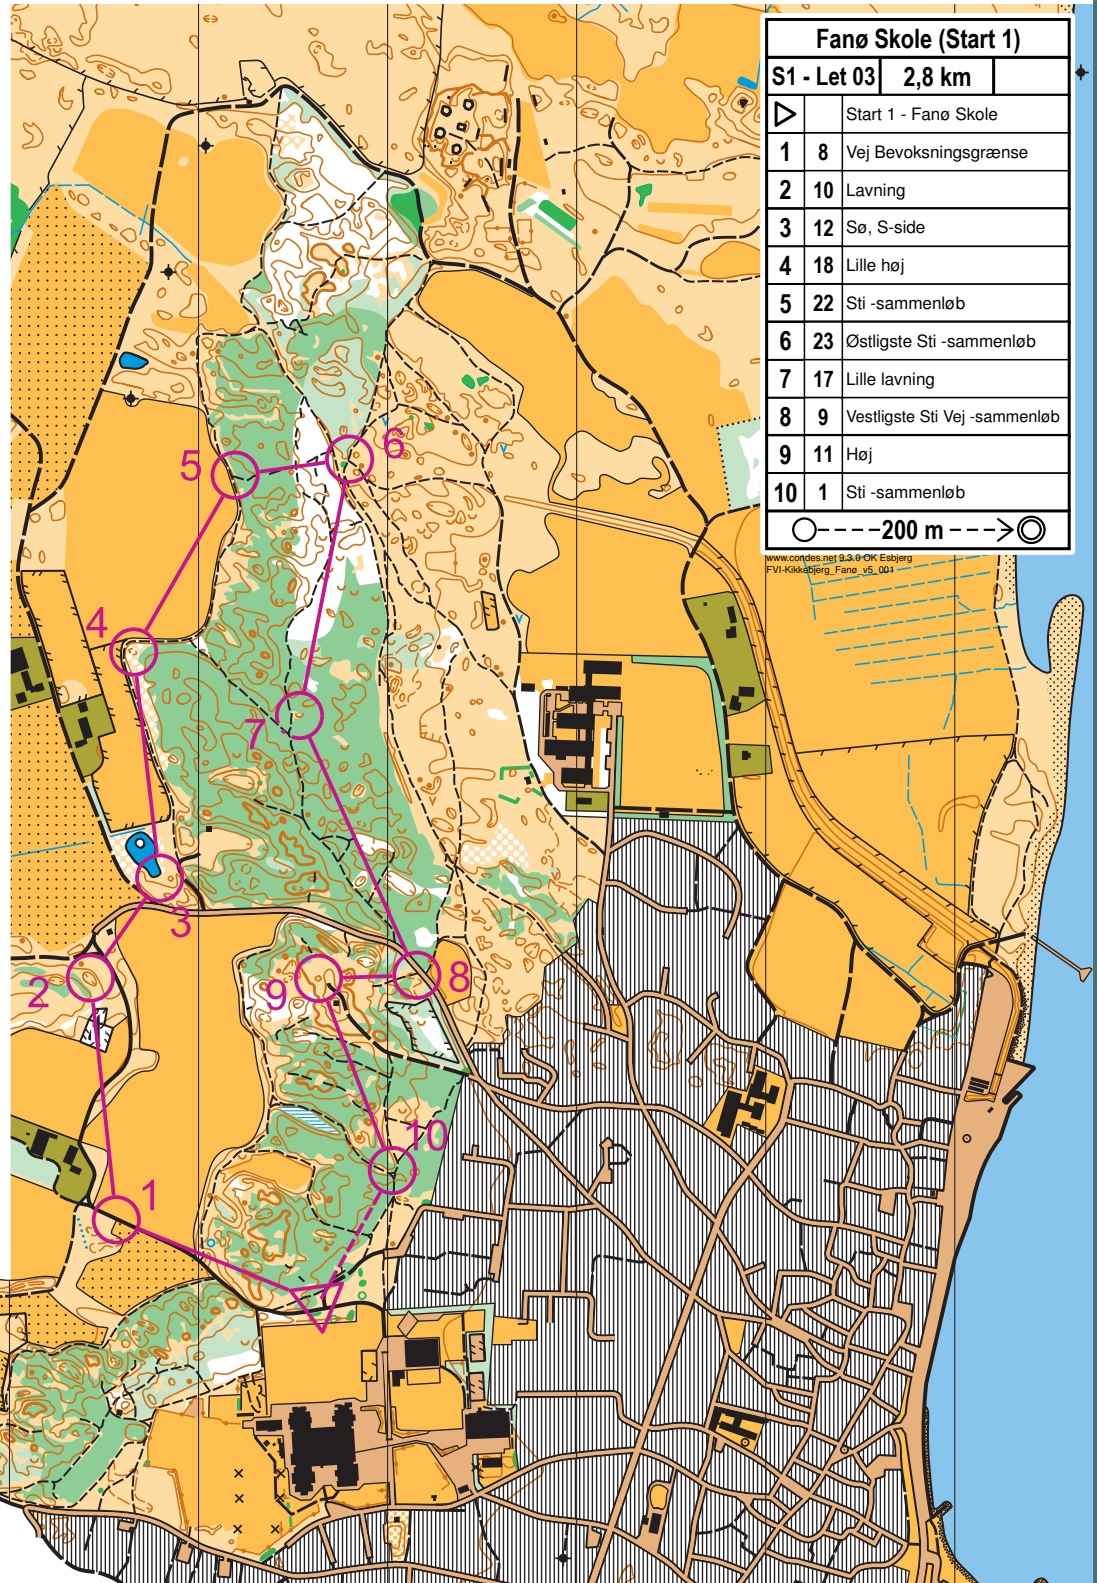 Fanø Skole (Start 1)
S1 - Let 03 2,8 km
Start 1 - Fanø Skole
1 8 Vej Bevoksningsgrænse
2 10 Lavning
3 12 Sø, S-side
4 18 Lille høj
5 22 Sti -sammenløb
6 23 Østligste Sti -sammenløb
7 17 Lille lavning
8 9 Vestligste Sti Vej -sammenløb
9 11 Høj
10 1 Sti -sammenløb
200 m
www.condes.net 9.3.0 OK Esbjerg
FVI-Kikkebjerg_Fanø_v5_001
6
5
4
7
3
8
2
9
10
1